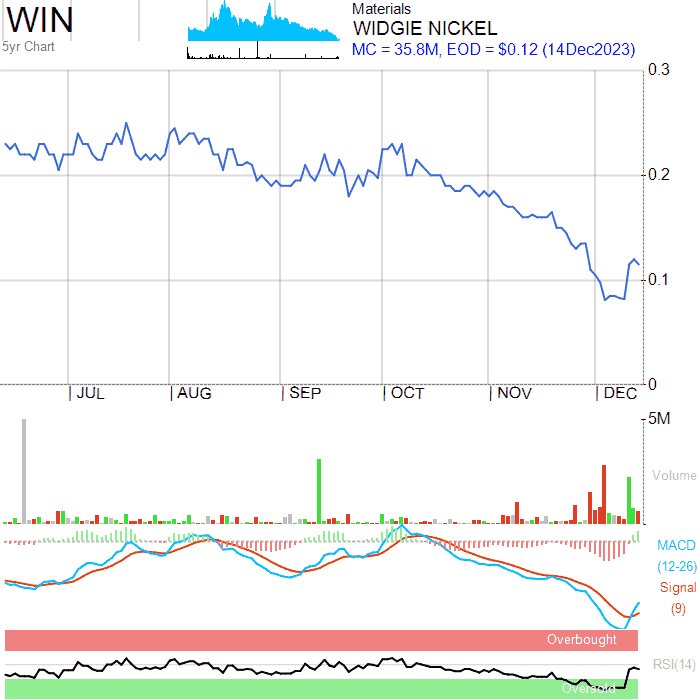 WIN
5yr Chart
Materials
WIDGIE NICKEL
MC = 35.8M, EOD = $0.12 (14Dec2023)
0.3
0.2
0.1
0
JUL AUG SEP OCT NOV DEC
5M
Volume
MACD
(12-26)
Signal
(9)
Overbought
RSI(14)
Oversold